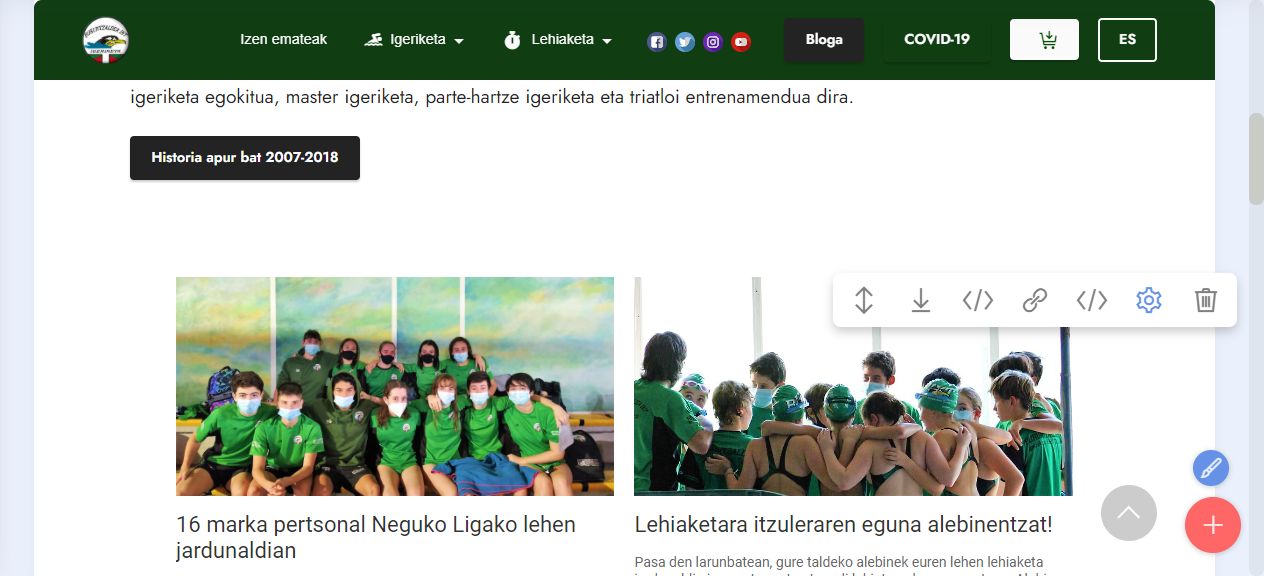 Izen emateak
Igeriketa
Lehiaketa
Bloga
COVID-19
ES
igeriketa egokitua, master igeriketa, parte-hartze igeriketa eta triatloi entrenamendua dira.
Historia apur bat 2007-2018
16 marka pertsonal Neguko Ligako lehen
jardunaldian
Lehiaketara itzuleraren eguna alebinentzat!
Pasa den larunbatean, gure taldeko alebinek euren lehen lehiaketa